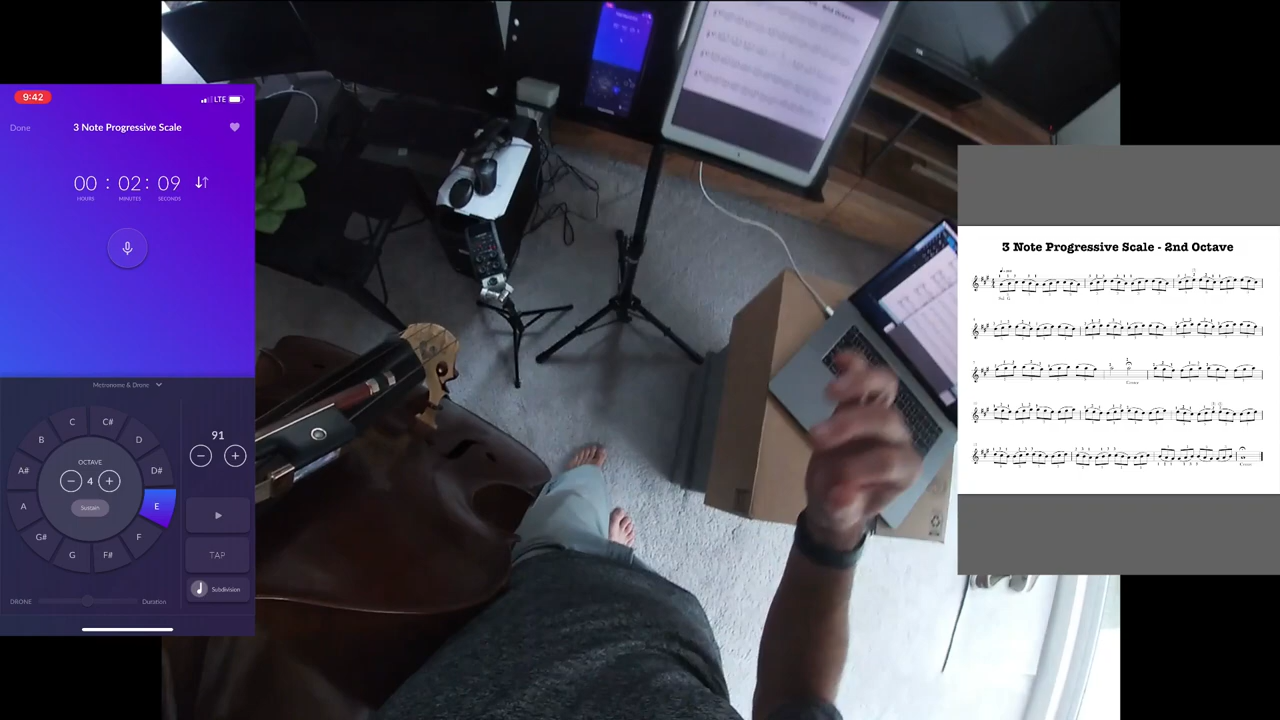 9:42
LTE
Done
3 Note Progressive Scale
00 : 02 : 09
HOURS
MINUTES
SECONDS
Metronome & Drone
C
C#
B
D
A#
D#
A
E
G#
F
G
F#
OCTAVE
4
Sustain
91
TAP
Subdivision
DRONE
Duration
3 Note Progressive Scale - 2nd Octave